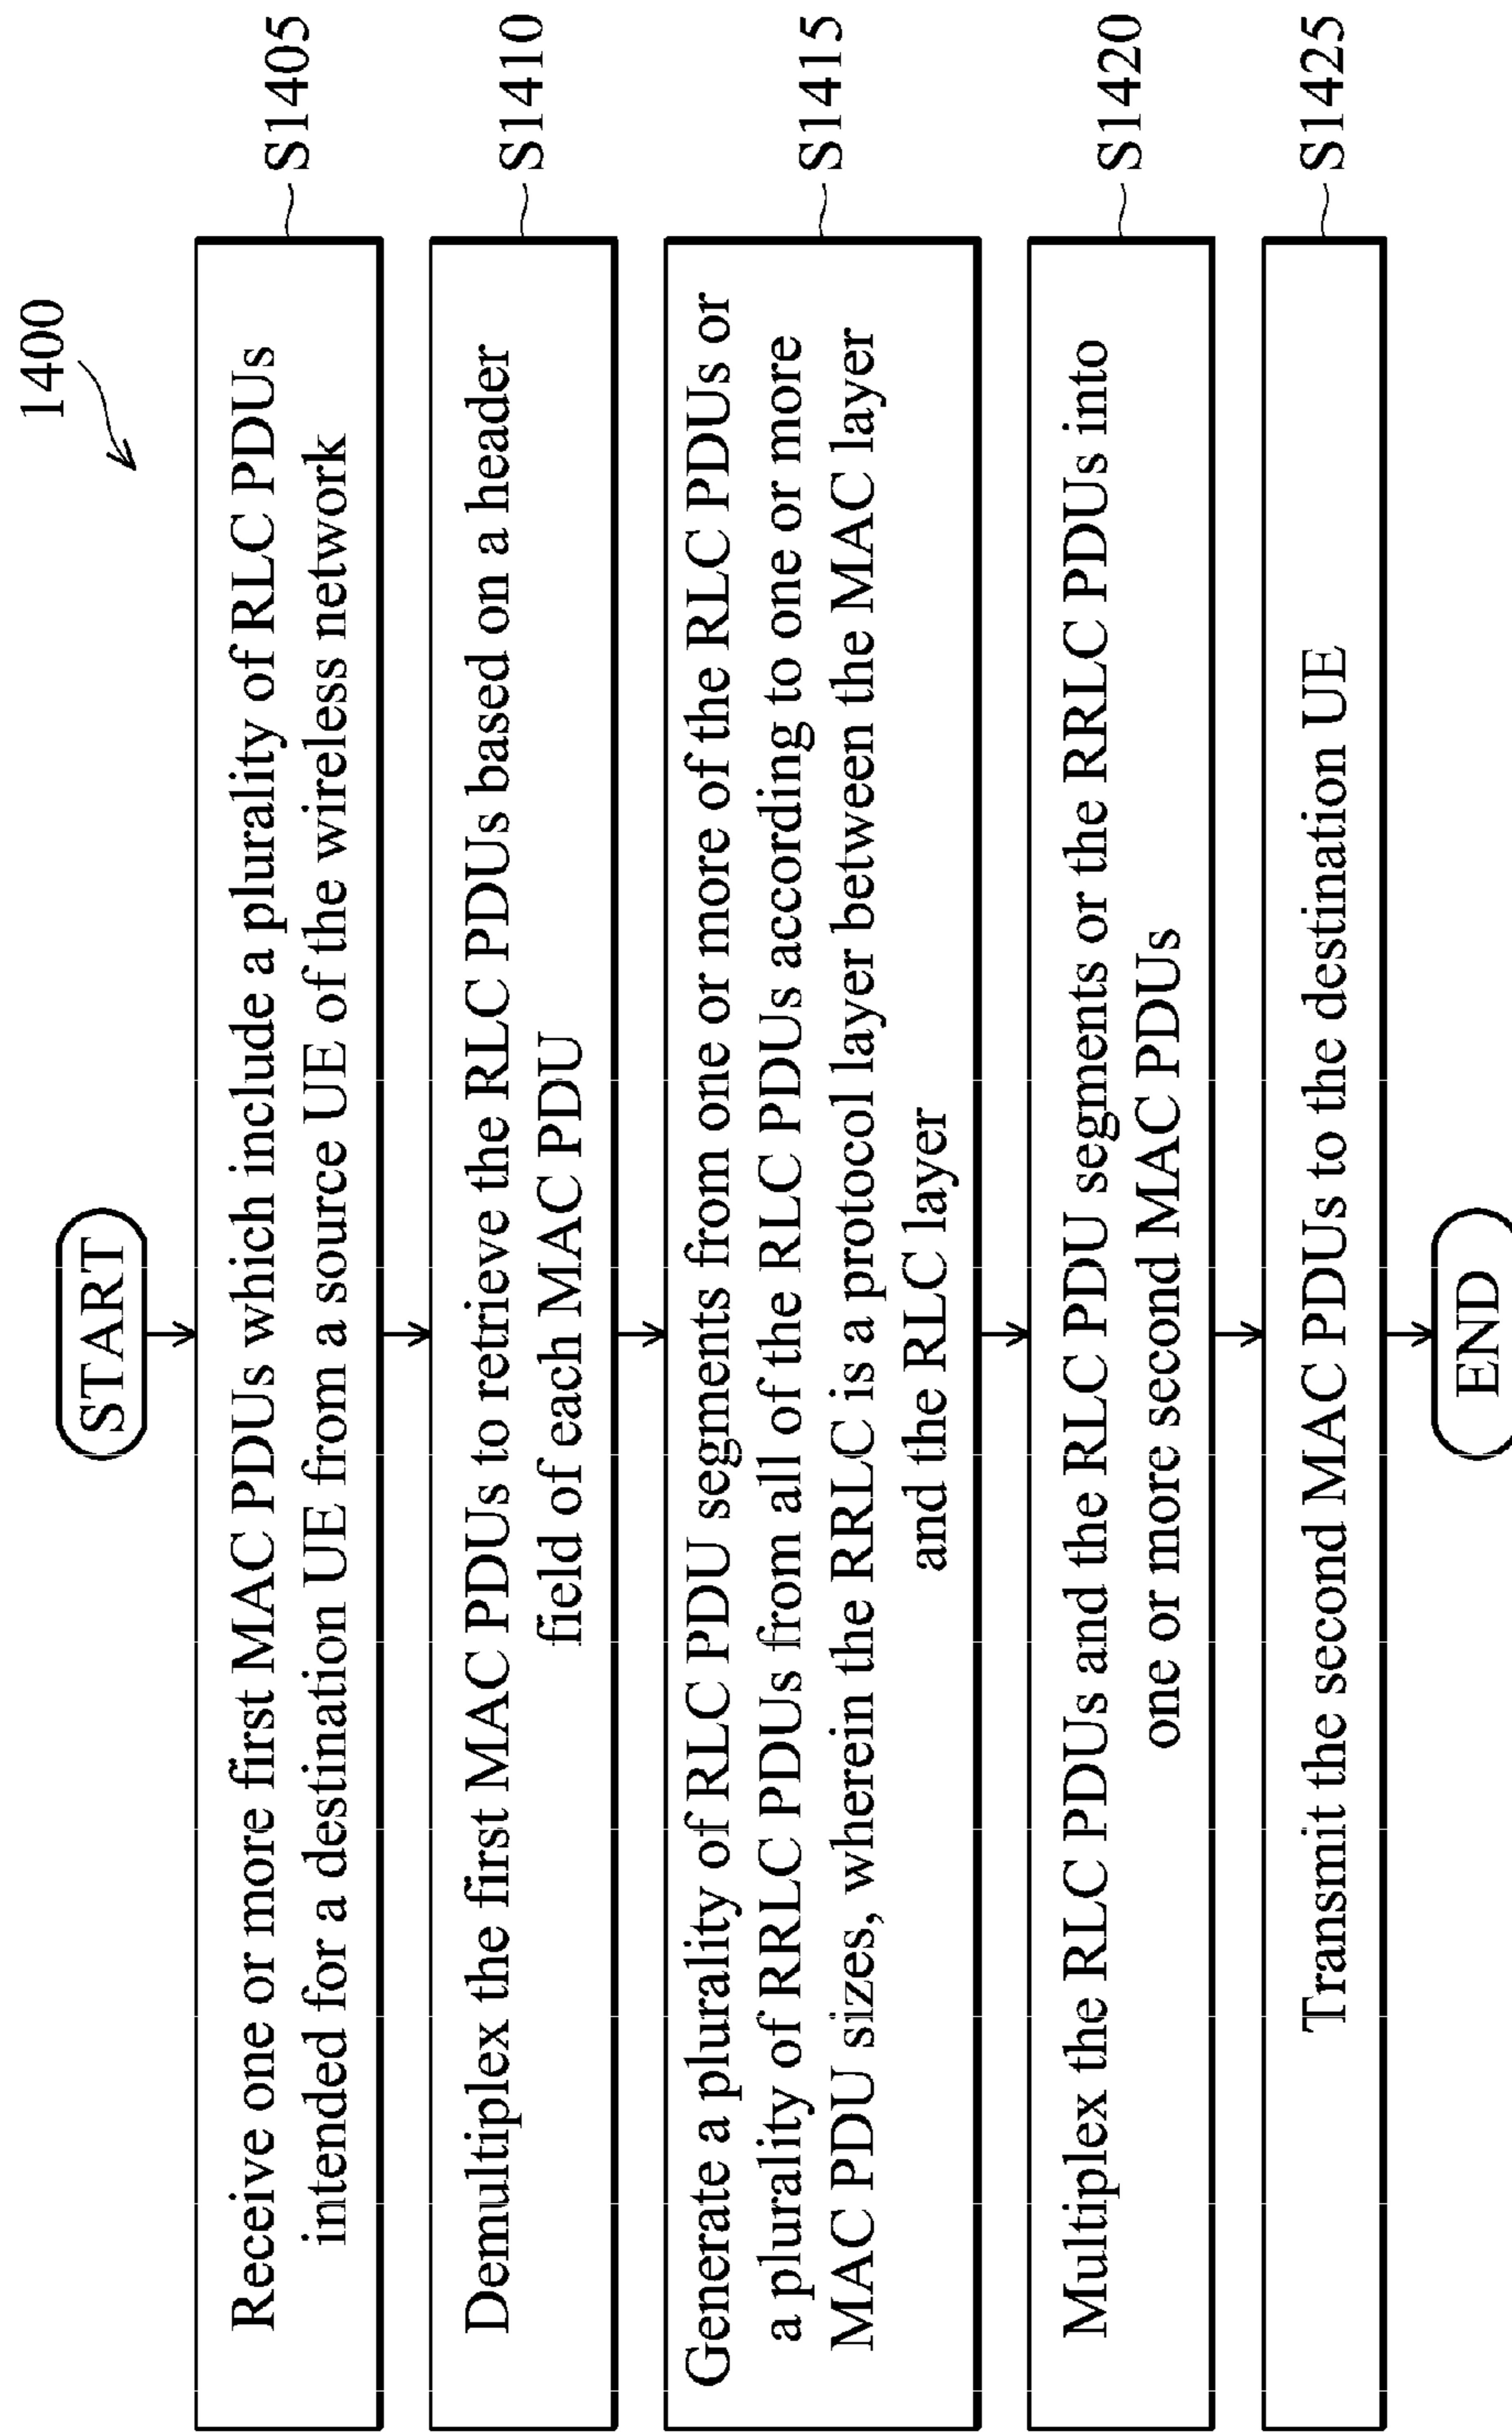 1400
START
Receive one or more first MAC PDUs which include a plurality of RLC PDUs
intended for a destination UE from a source UE of the wireless network
S1405
Demultiplex the first MAC PDUs to retrieve the RLC PDUs based on a header
field of each MAC PDU
S1410
Generate a plurality of RLC PDU segments from one or more of the RLC PDUs or
a plurality of RRLC PDUs from all of the RLC PDUs according to one or more
MAC PDU sizes, wherein the RRLC is a protocol layer between the MAC layer
and the RLC layer
S1415
Multiplex the RLC PDUs and the RLC PDU segments or the RRLC PDUs into
one or more second MAC PDUs
S1420
Transmit the second MAC PDUs to the destination UE
S1425
END